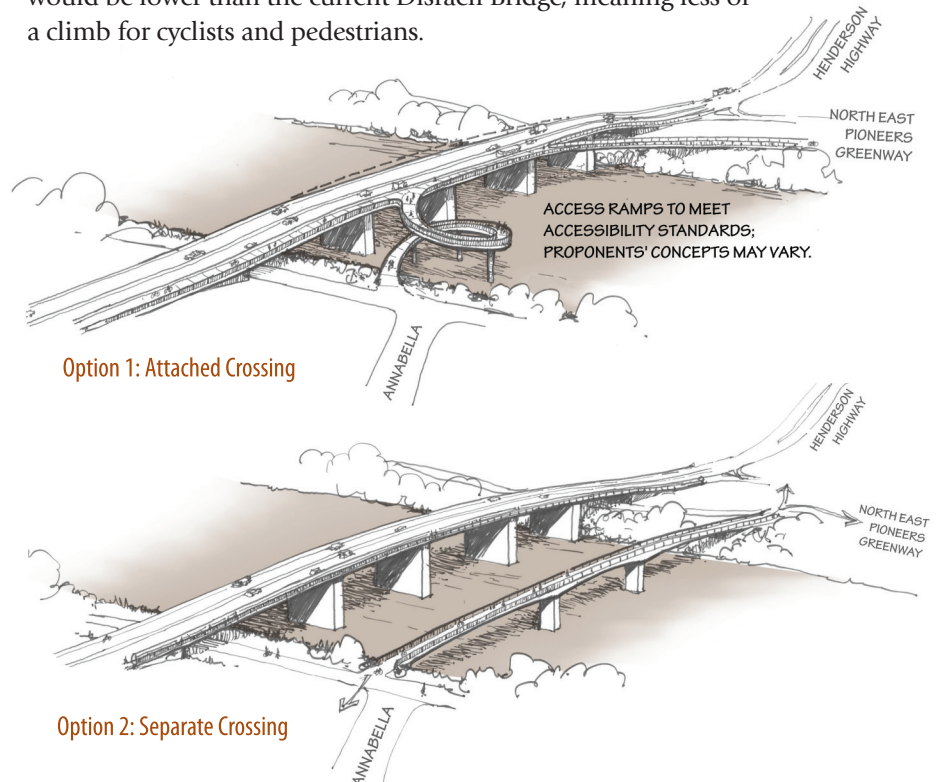 would be lower than the current Disraeli Bridge, meaning less of
a climb for cyclists and pedestrians.
HENDERSON
HIGHWAY
NORTH EAST
PIONEERS
GREENWAY
ACCESS RAMPS TO MEET
ACCESSIBILITY STANDARDS;
PROPONENTS' CONCEPTS MAY VARY.
ANNABELLA
Option 1: Attached Crossing
HENDERSON
HIGHWAY
NORTH EAST
PIONEERS
GREENWAY
Option 2: Separate Crossing
ANNABELLA